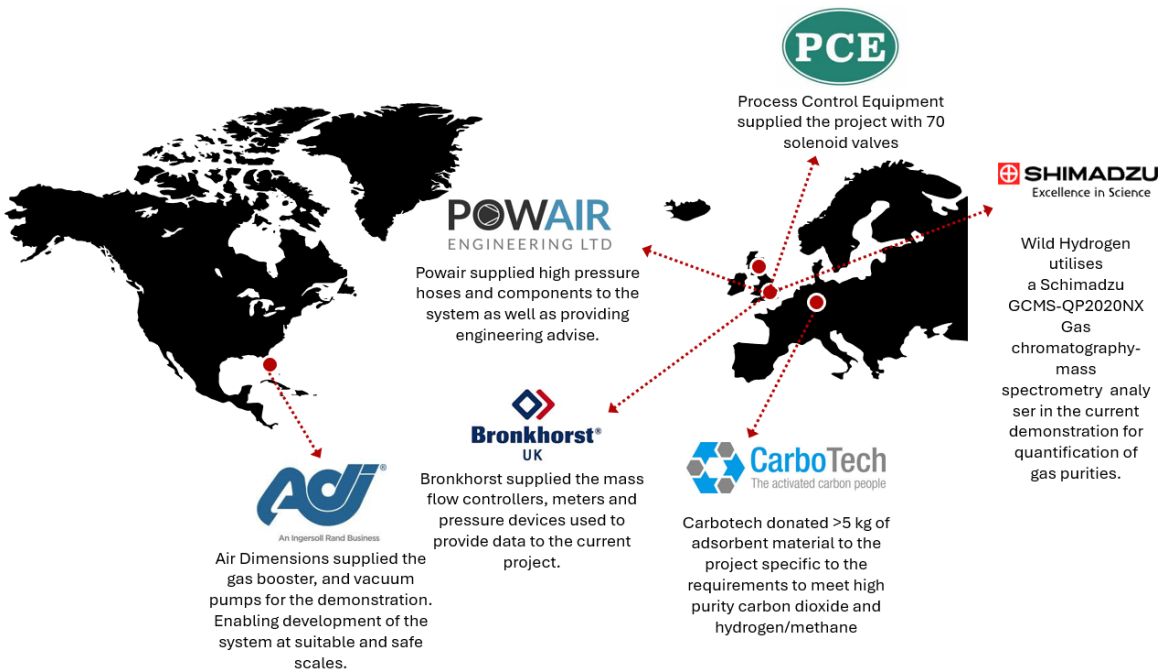 PCE
Process Control Equipment
supplied the project with 70
solenoid valves
SHIMADZU
Excellence in Science
Wild Hydrogen
utilises
a Schimadzu
GCMS-QP2020NX
Gas
chromatography-
mass
spectrometry analy
ser in the current
demonstration for
quantification of
gas purities.
POWAIR
ENGINEERING LTD
Powair supplied high pressure
hoses and components to the
system as well as providing
engineering advise.
Bronkhorst®
UK
Bronkhorst supplied the mass
flow controllers, meters and
pressure devices used to
provide data to the current
project.
CarboTech
The activated carbon people
Carbotech donated >5 kg of
adsorbent material to the
project specific to the
requirements to meet high
purity carbon dioxide and
hydrogen/methane
Adi®
An Ingersoll Rand Business
Air Dimensions supplied the
gas booster, and vacuum
pumps for the demonstration.
Enabling development of the
system at suitable and safe
scales.